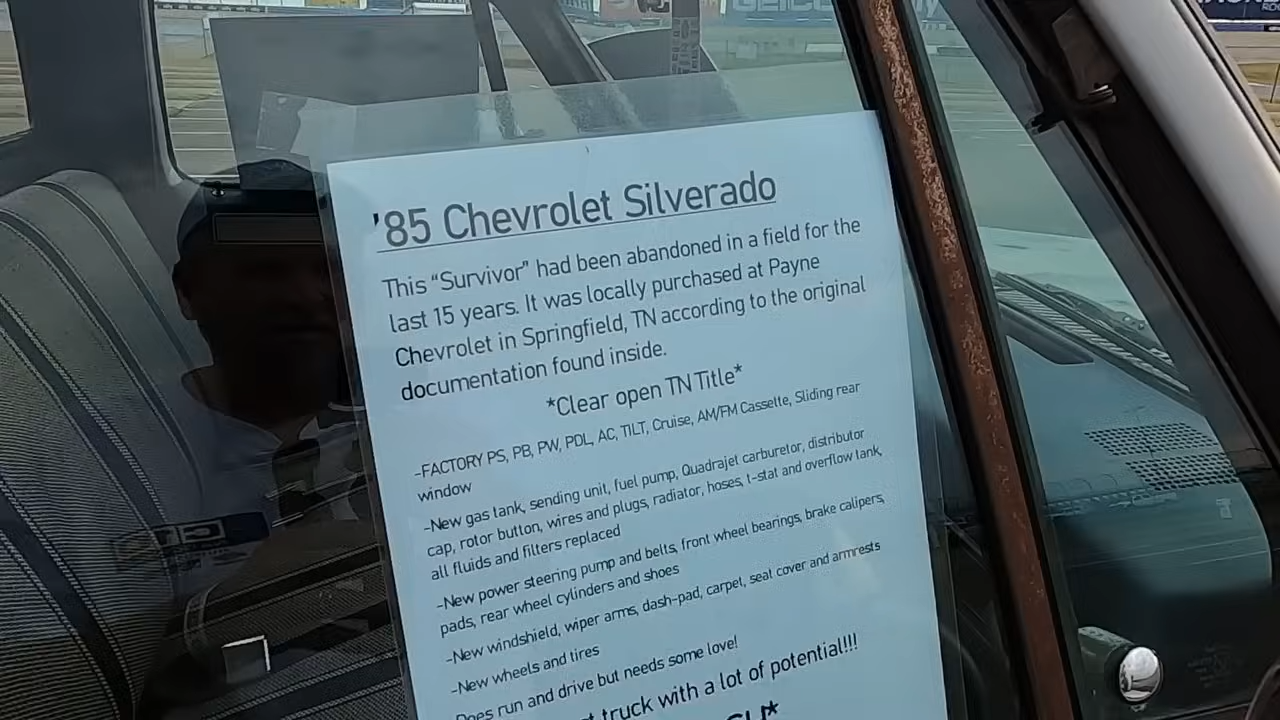 GEICO
'85 Chevrolet Silverado
This “Survivor” had been abandoned in a field for the
last 15 years. It was locally purchased at Payne
Chevrolet in Springfield, TN according to the original
documentation found inside.
*Clear open TN Title*
-FACTORY PS, PB, PW, PDL, AC, TILT, Cruise, AM/FM Cassette, Sliding rear
window
-New gas tank, sending unit, fuel pump, Quadrajet carburetor, distributor
cap, rotor button, wires and plugs, radiator, hoses, t-stat and overflow tank,
all fluids and filters replaced
-New power steering pump and belts, front wheel bearings, brake calipers,
pads, rear wheel cylinders and shoes
-New windshield, wiper arms, dash-pad, carpel, seal cover and armrests
-New wheels and tires
Does run and drive but needs some love!
truck with a lot of potential!!!